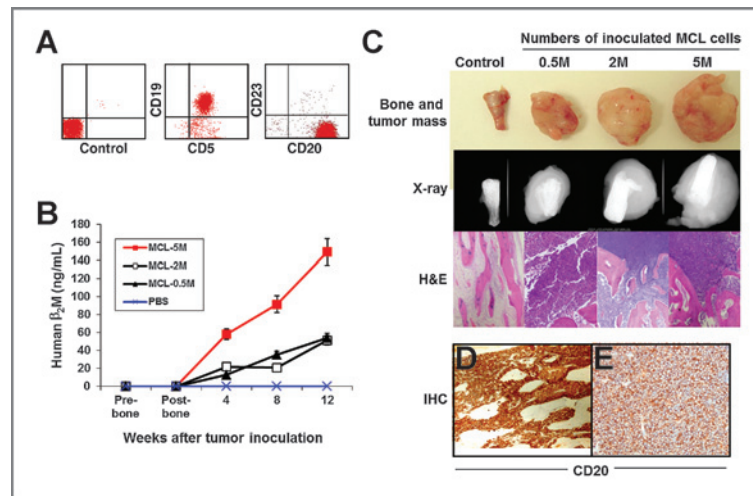 A
CD19
CD23
Control
CD5
CD20
B
Human β2M (ng/mL)
180
160
140
120
100
80
60
40
20
0
MCL-5M
MCL-2M
MCL-0.5M
PBS
Pre-bone
Post-bone
4
8
12
Weeks after tumor inoculation
C
Numbers of inoculated MCL cells
Control
0.5M
2M
5M
Bone and
tumor mass
X-ray
H&E
IHC
D
E
CD20